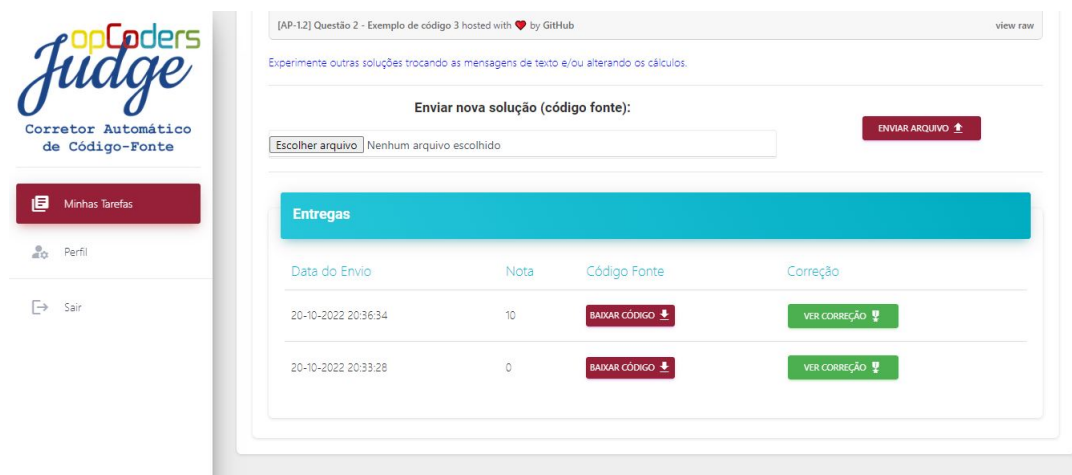 opCoders
Judge
Corretor Automático
de Código-Fonte
Minhas Tarefas
Perfil
Sair
[AP-1.2] Questão 2 - Exemplo de código 3 hosted with ❤ by GitHub view raw
Experimente outras soluções trocando as mensagens de texto e/ou alterando os cálculos.
Enviar nova solução (código fonte):
ENVIAR ARQUIVO
Escolher arquivo Nenhum arquivo escolhido
Entregas
Data do Envio Nota Código Fonte Correção
20-10-2022 20:36:34 10 BAIXAR CÓDIGO VER CORREÇÃO
20-10-2022 20:33:28 0 BAIXAR CÓDIGO VER CORREÇÃO